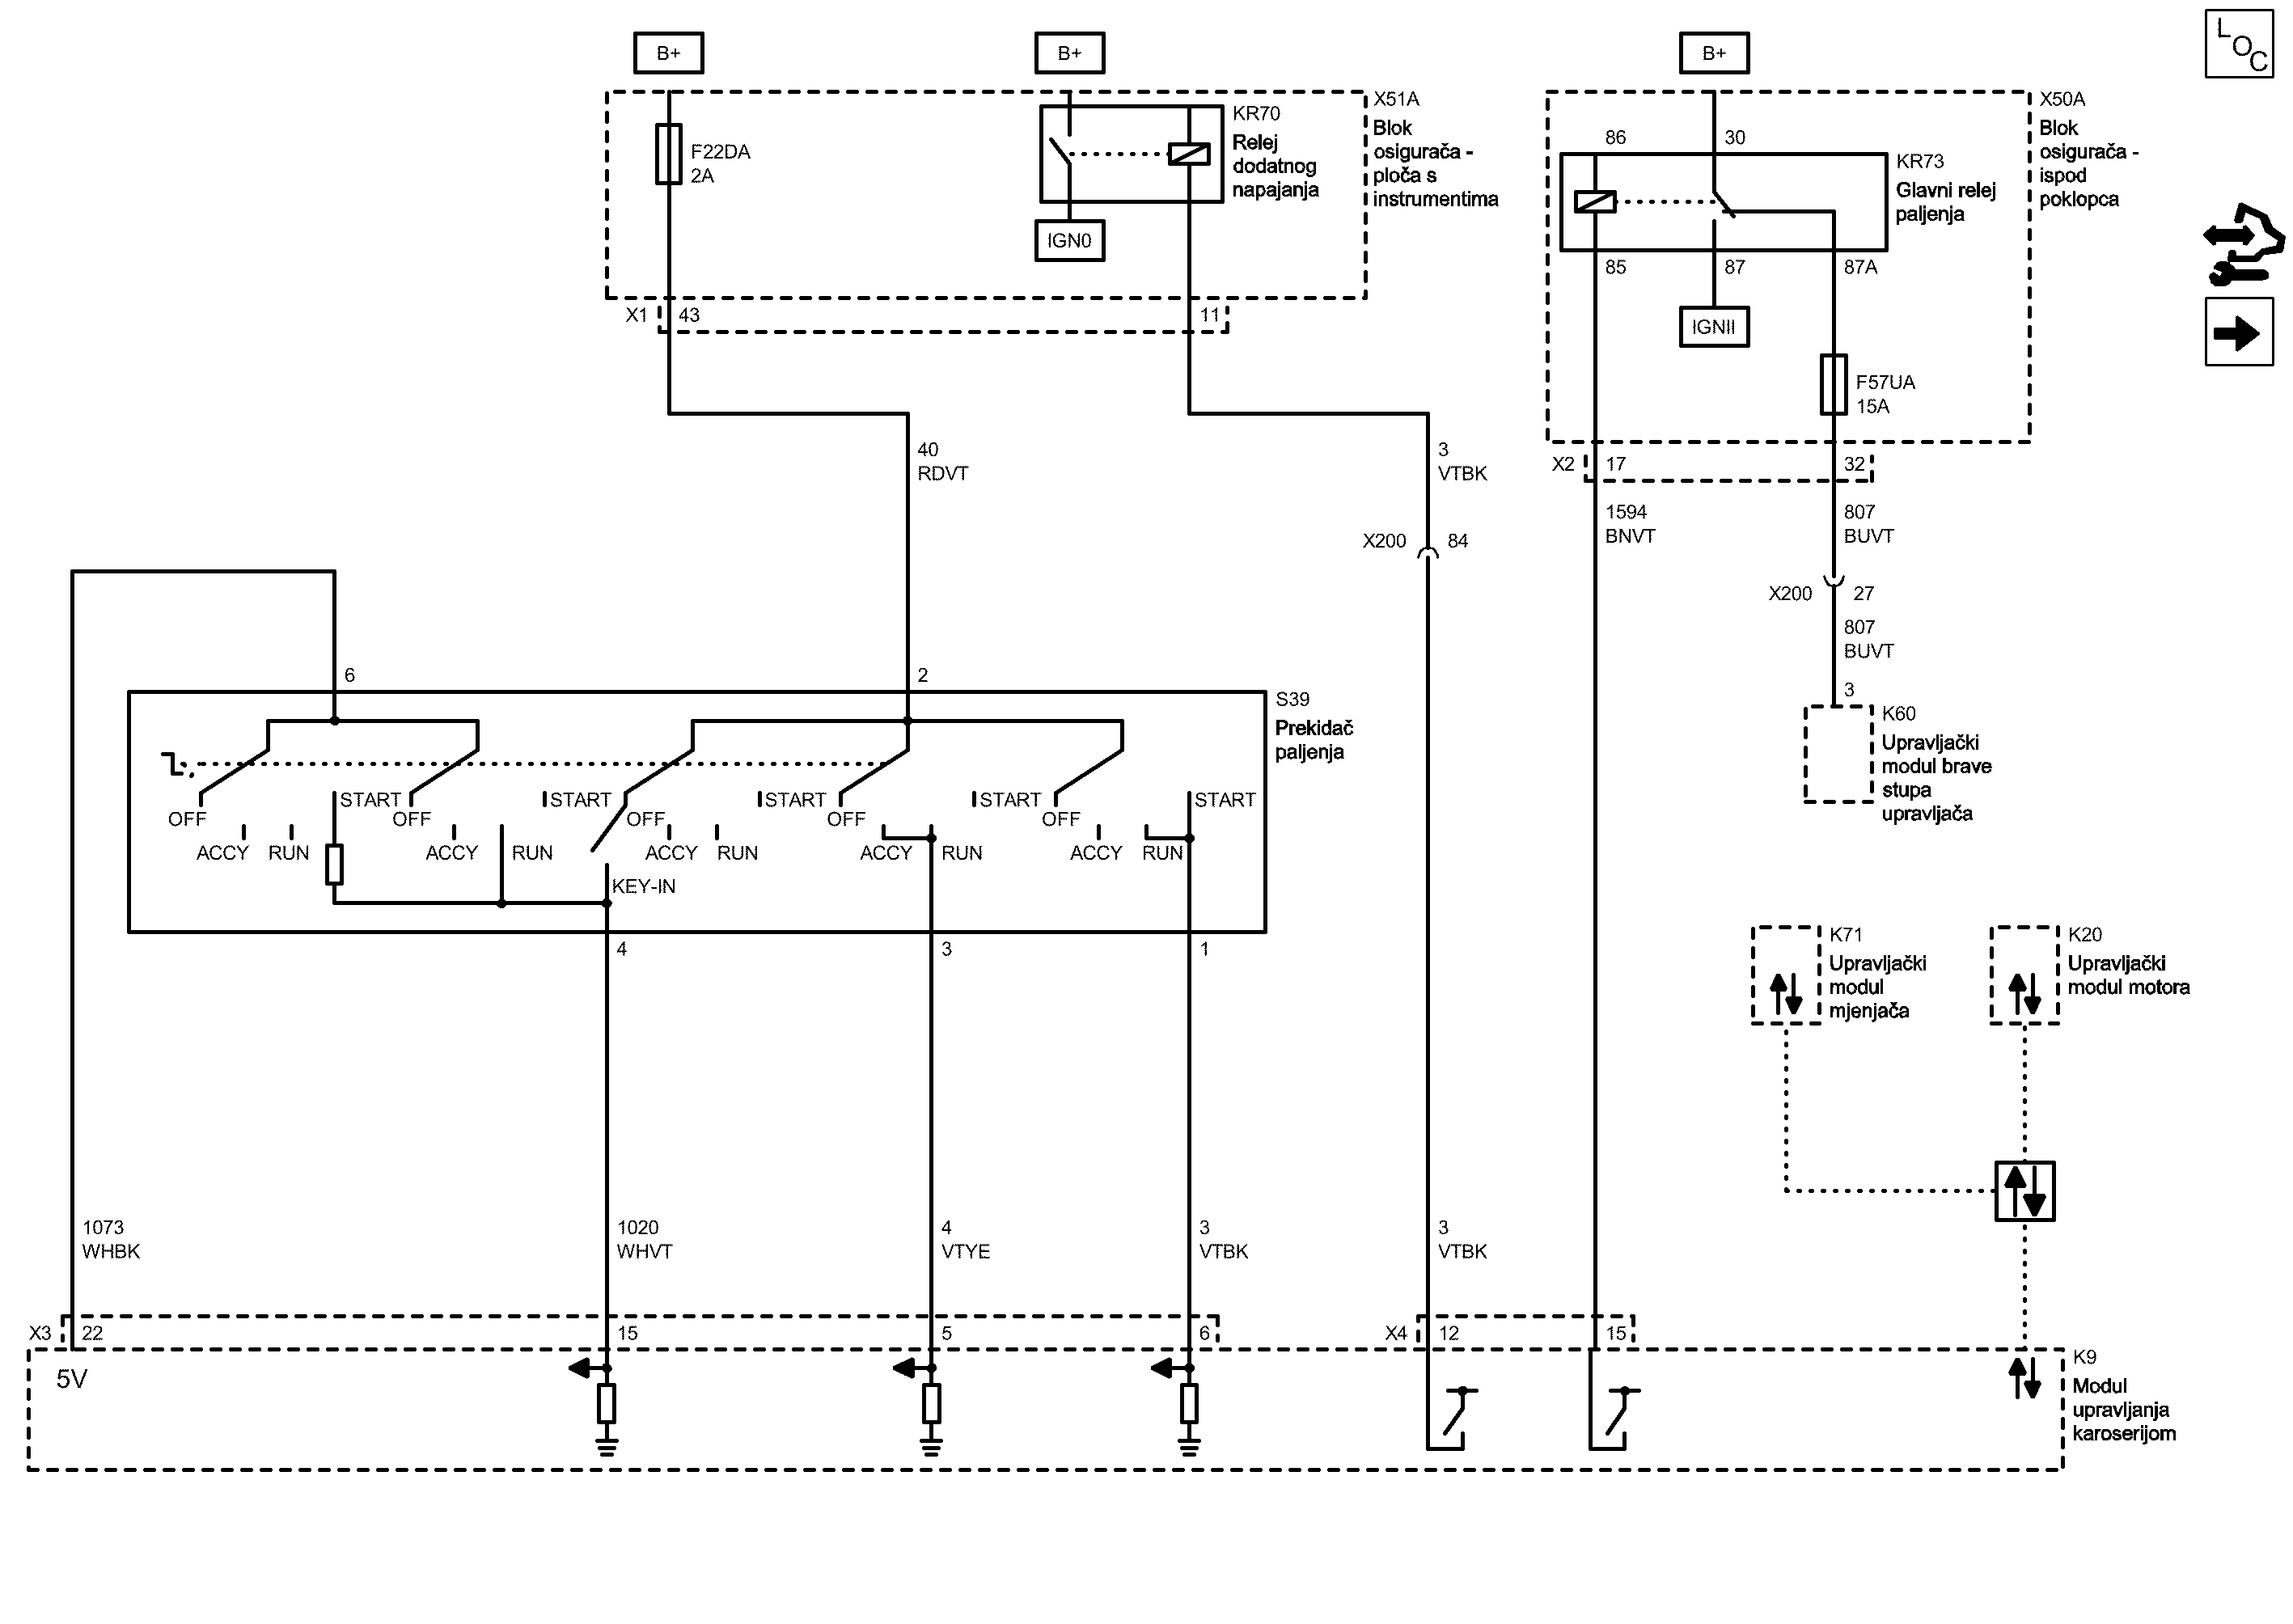 B+
B+
B+
LOC
X51A
Blok
osigurača -
ploča s
instrumentima
F22DA
2A
KR70
Relej
dodatnog
napajanja
IGN0
X1
43
11
X50A
Blok
osigurača -
ispod
poklopca
86
30
KR73
Glavni relej
paljenja
85
87
87A
IGNII
F57UA
15A
X2
17
32
40
RDVT
3
VTBK
X200
84
1594
BNVT
807
BUVT
X200
27
807
BUVT
3
K60
Upravljački
modul brave
stupa
upravljača
6
2
S39
Prekidač
paljenja
OFF
START
OFF
START
OFF
START
OFF
START
OFF
START
ACCY
RUN
ACCY
RUN
ACCY
RUN
ACCY
RUN
ACCY
RUN
KEY-IN
4
3
1
K71
Upravljački
modul
mjenjača
K20
Upravljački
modul motora
1073
WHBK
1020
WHVT
4
VTYE
3
VTBK
3
VTBK
X3
22
15
5
6
X4
12
15
5V
K9
Modul
upravljanja
karoserijom